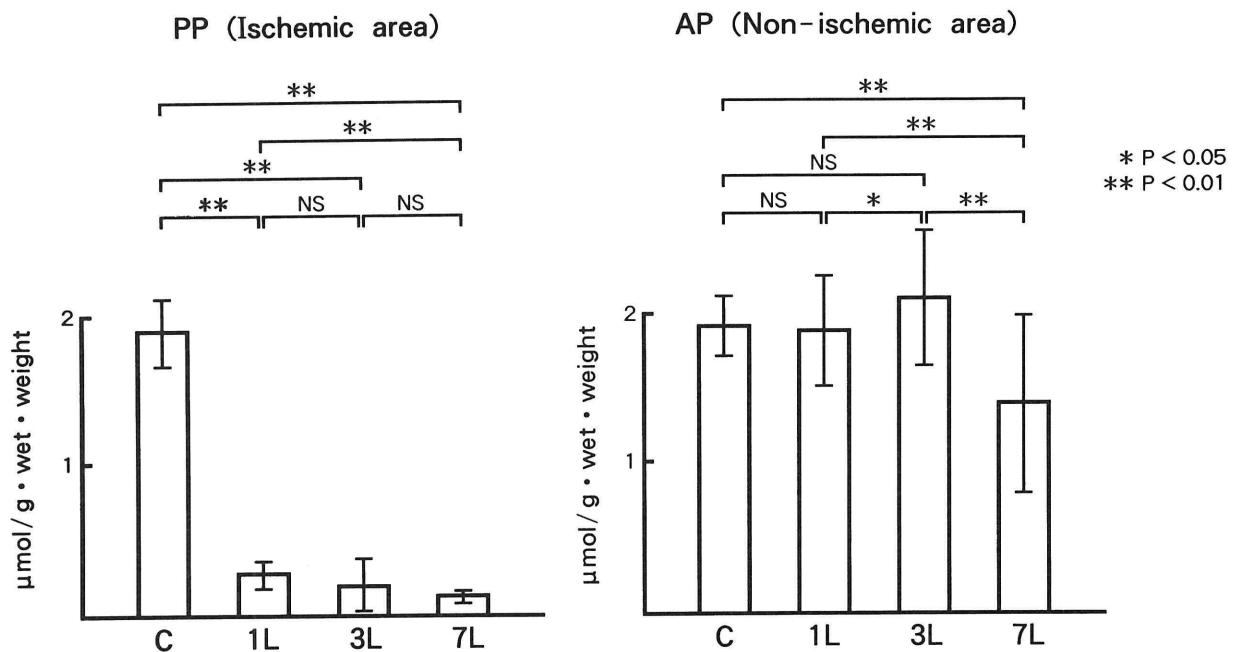 PP (Ischemic area)
**
**
**
** NS NS
2
1
μmol/g・wet・weight
C 1L 3L 7L
AP (Non-ischemic area)
**
**
NS
NS * **
2
1
μmol/g・wet・weight
C 1L 3L 7L
* P < 0.05
** P < 0.01